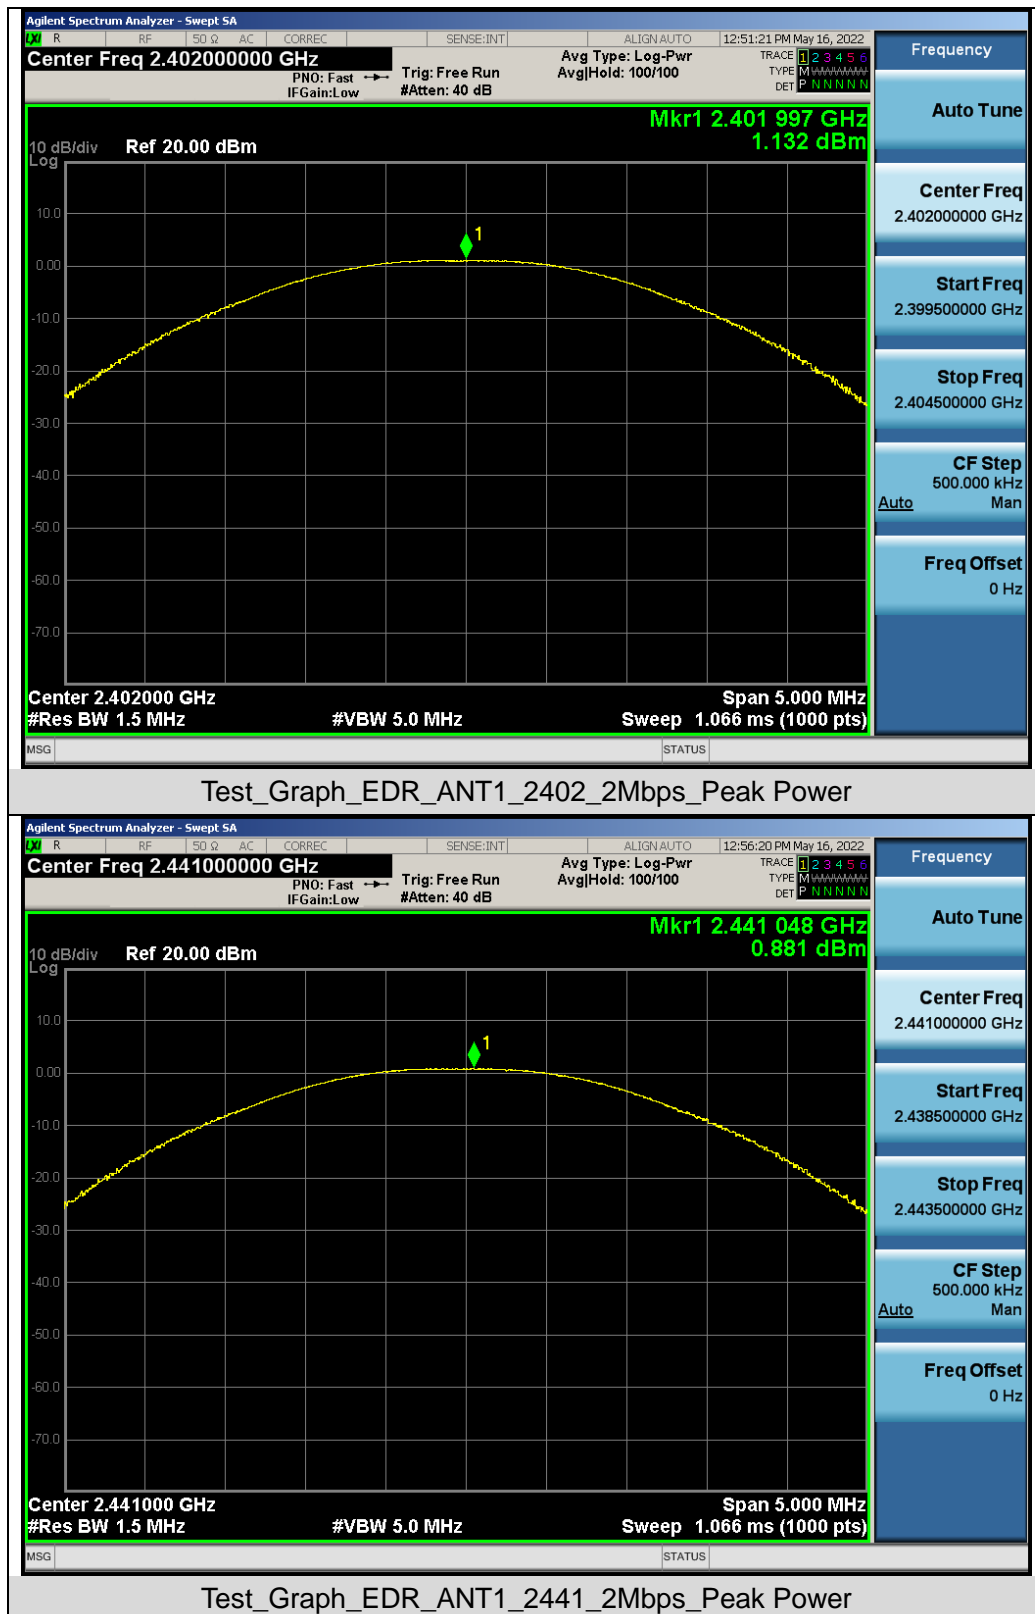 Agilent Spectrum Analyzer - Swept SA
LXI R RF 50 Ω AC CORREC SENSE:INT ALIGN AUTO 12:51:21 PM May 16, 2022
Center Freq 2.402000000 GHz
PNO: Fast
IFGain:Low
Trig: Free Run
#Atten: 40 dB
Avg Type: Log-Pwr
Avg|Hold: 100/100
TRACE 1 2 3 4 5 6
TYPE M
DET P N N N N N
Frequency
Mkr1 2.401 997 GHz
1.132 dBm
10 dB/div Ref 20.00 dBm
Log
10.0
0.00
-10.0
-20.0
-30.0
-40.0
-50.0
-60.0
-70.0
Center 2.402000 GHz Span 5.000 MHz
#Res BW 1.5 MHz #VBW 5.0 MHz Sweep 1.066 ms (1000 pts)
MSG STATUS
Auto Tune
Center Freq
2.402000000 GHz
Start Freq
2.399500000 GHz
Stop Freq
2.404500000 GHz
CF Step
500.000 kHz
Auto Man
Freq Offset
0 Hz
1
Test_Graph_EDR_ANT1_2402_2Mbps_Peak Power
Agilent Spectrum Analyzer - Swept SA
LXI R RF 50 Ω AC CORREC SENSE:INT ALIGN AUTO 12:56:20 PM May 16, 2022
Center Freq 2.441000000 GHz
PNO: Fast
IFGain:Low
Trig: Free Run
#Atten: 40 dB
Avg Type: Log-Pwr
Avg|Hold: 100/100
TRACE 1 2 3 4 5 6
TYPE M
DET P N N N N N
Frequency
Mkr1 2.441 048 GHz
0.881 dBm
10 dB/div Ref 20.00 dBm
Log
10.0
0.00
-10.0
-20.0
-30.0
-40.0
-50.0
-60.0
-70.0
Center 2.441000 GHz Span 5.000 MHz
#Res BW 1.5 MHz #VBW 5.0 MHz Sweep 1.066 ms (1000 pts)
MSG STATUS
Auto Tune
Center Freq
2.441000000 GHz
Start Freq
2.438500000 GHz
Stop Freq
2.443500000 GHz
CF Step
500.000 kHz
Auto Man
Freq Offset
0 Hz
1
Test_Graph_EDR_ANT1_2441_2Mbps_Peak Power